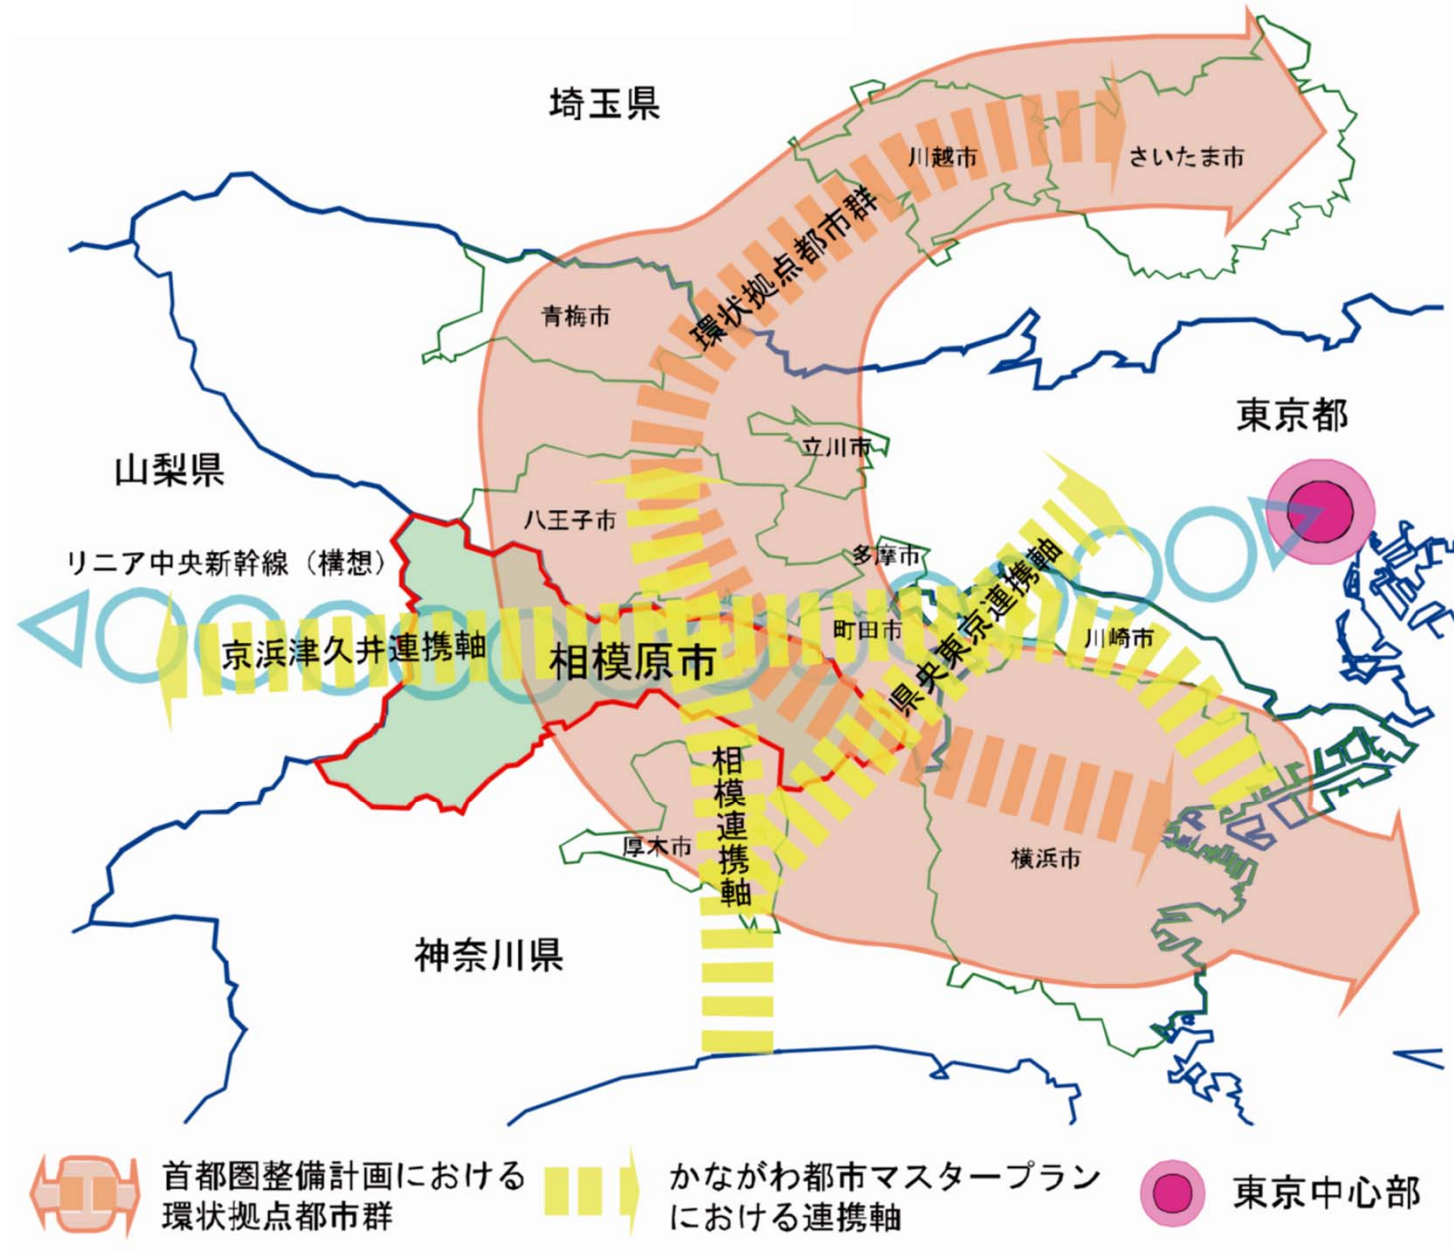 埼玉県
川越市
さいたま市
環状拠点都市群
青梅市
東京都
立川市
山梨県
八王子市
多摩市
リニア中央新幹線（構想）
町田市
川崎市
京浜津久井連携軸
相模原市
県央東京連携軸
相模連携軸
厚木市
横浜市
神奈川県
首都圏整備計画における
環状拠点都市群
かながわ都市マスタープラン
における連携軸
東京中心部